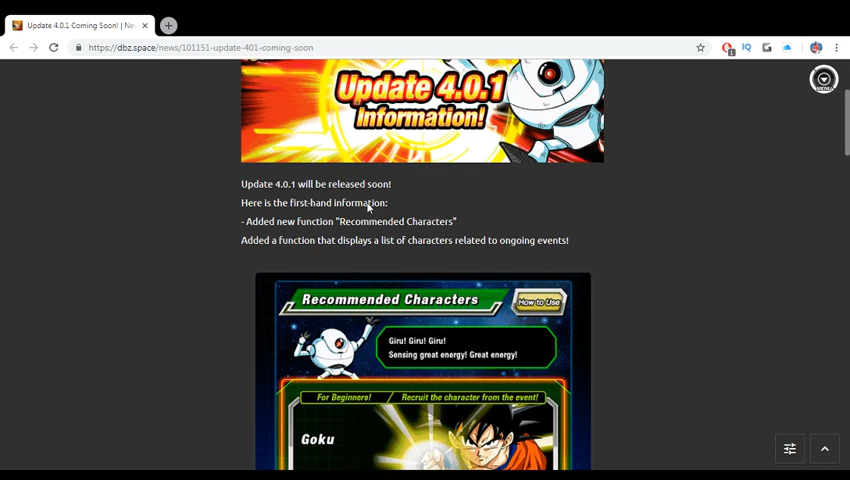 Update 4.0.1 Coming Soon! | Ne
https://dbz.space/news/101151-update-401-coming-soon
1
IQ
MENU
Update 4.0.1
Information!
Update 4.0.1 will be released soon!
Here is the first-hand information:
- Added new function "Recommended Characters"
Added a function that displays a list of characters related to ongoing events!
Recommended Characters
How to Use
Giru! Giru! Giru!
Sensing great energy! Great energy!
For Beginners! / Recruit the character from the event!
Goku